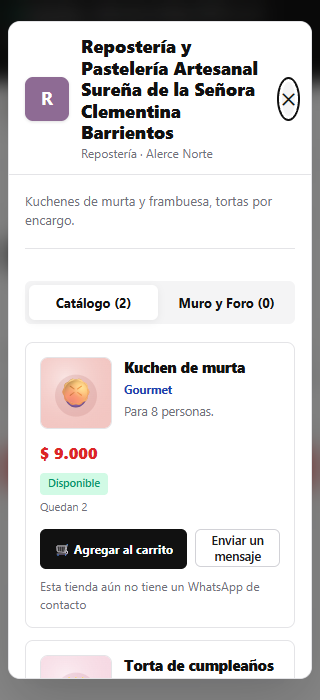 R
Repostería y
Pastelería Artesanal
Sureña de la Señora
Clementina
Barrientos
Repostería · Alerce Norte
Kuchenes de murta y frambuesa, tortas por
encargo.
Catálogo (2)
Muro y Foro (0)
Kuchen de murta
Gourmet
Para 8 personas.
$ 9.000
Disponible
Quedan 2
Agregar al carrito
Enviar un
mensaje
Esta tienda aún no tiene un WhatsApp de
contacto
Torta de cumpleaños